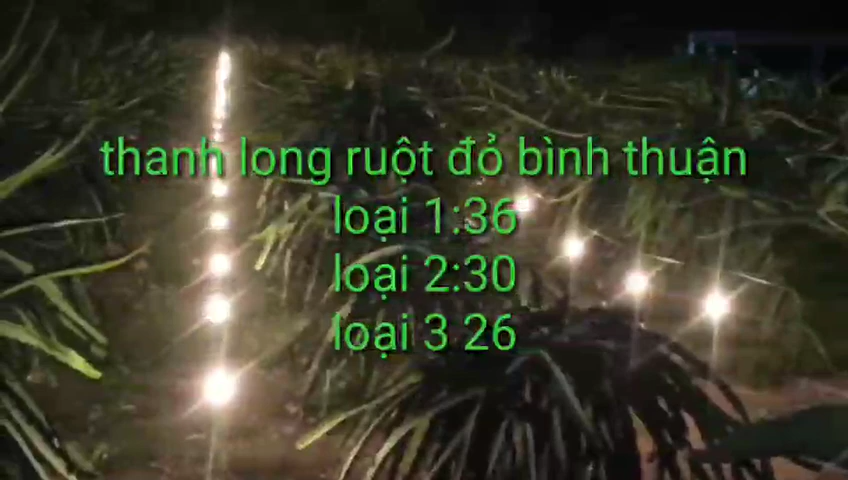 thanh long ruột đỏ bình thuận
loại 1:36
loại 2:30
loại 3 26